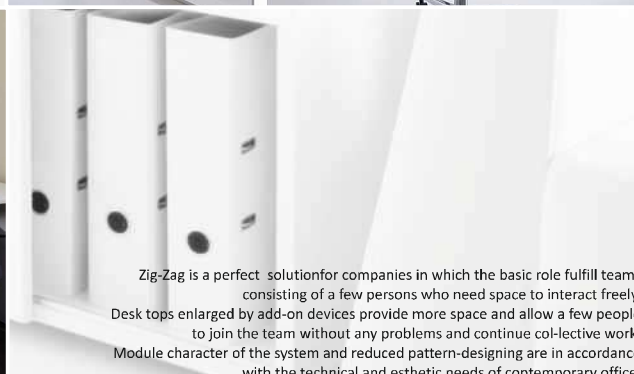 Zig-Zag is a perfect solutionfor companies in which the basic role fulfill team
consisting of a few persons who need space to interact freely
Desk tops enlarged by add-on devices provide more space and allow a few peopl
to join the team without any problems and continue col-lective work
Module character of the system and reduced pattern-designing are in accordanc
with the technical and esthetic needs of contemporary office